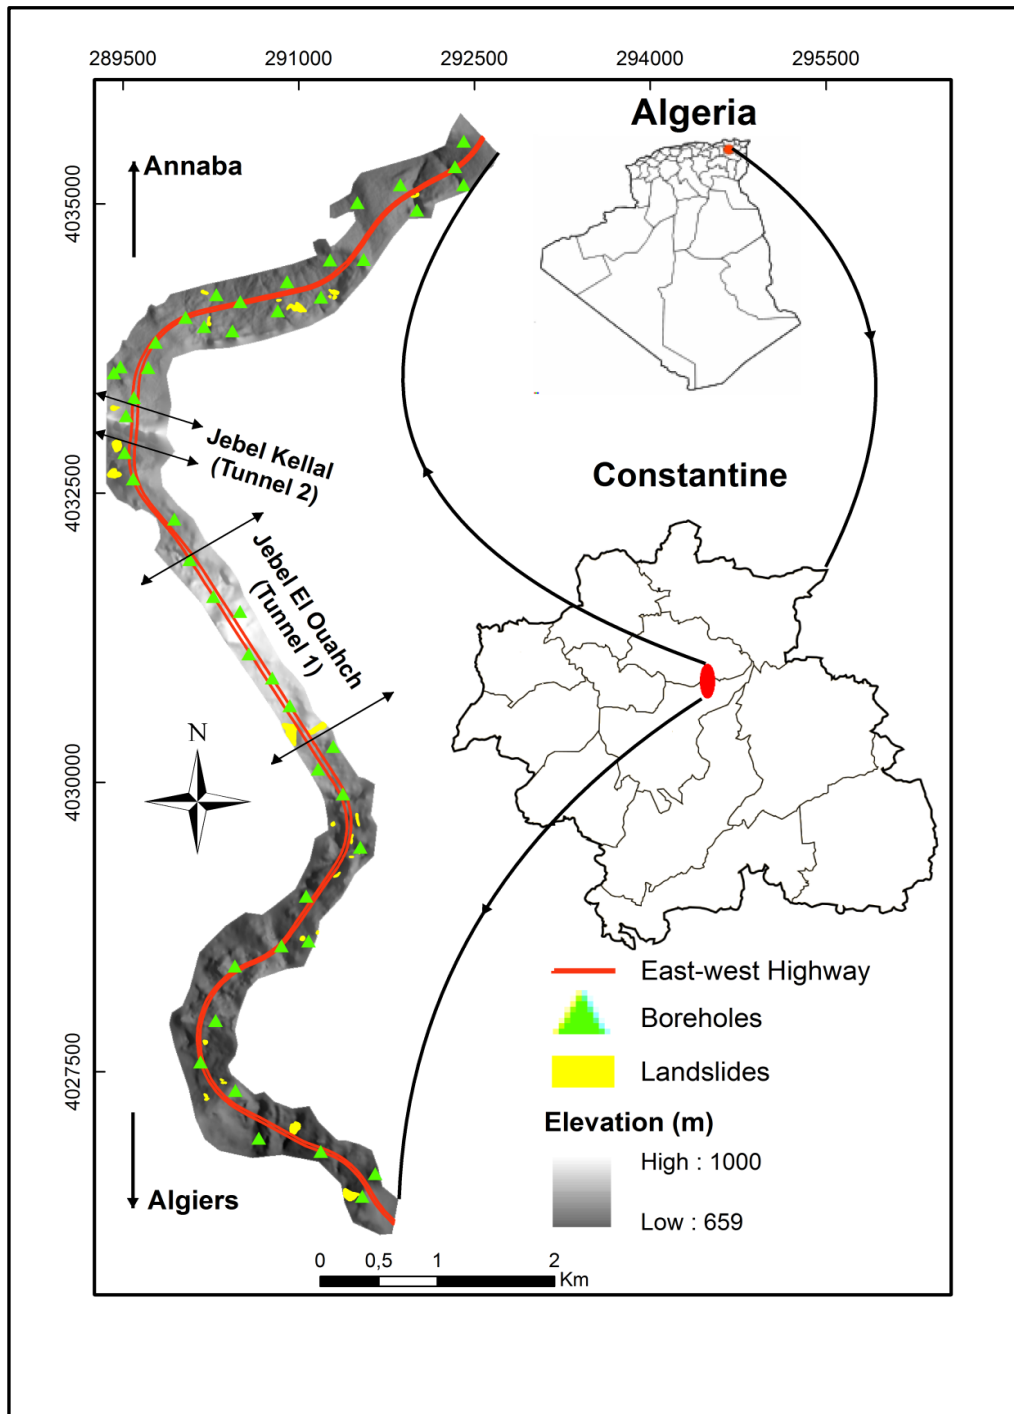 289500 291000 292500 294000 295500
Algeria
Annaba
4035000
Jebel Kellal
(Tunnel 2)
4032500
Constantine
Jebel El Ouahch
(Tunnel 1)
N
4030000
East-west Highway
Boreholes
4027500
Landslides
Elevation (m)
High : 1000
Low : 659
Algiers
0 0,5 1 2
Km